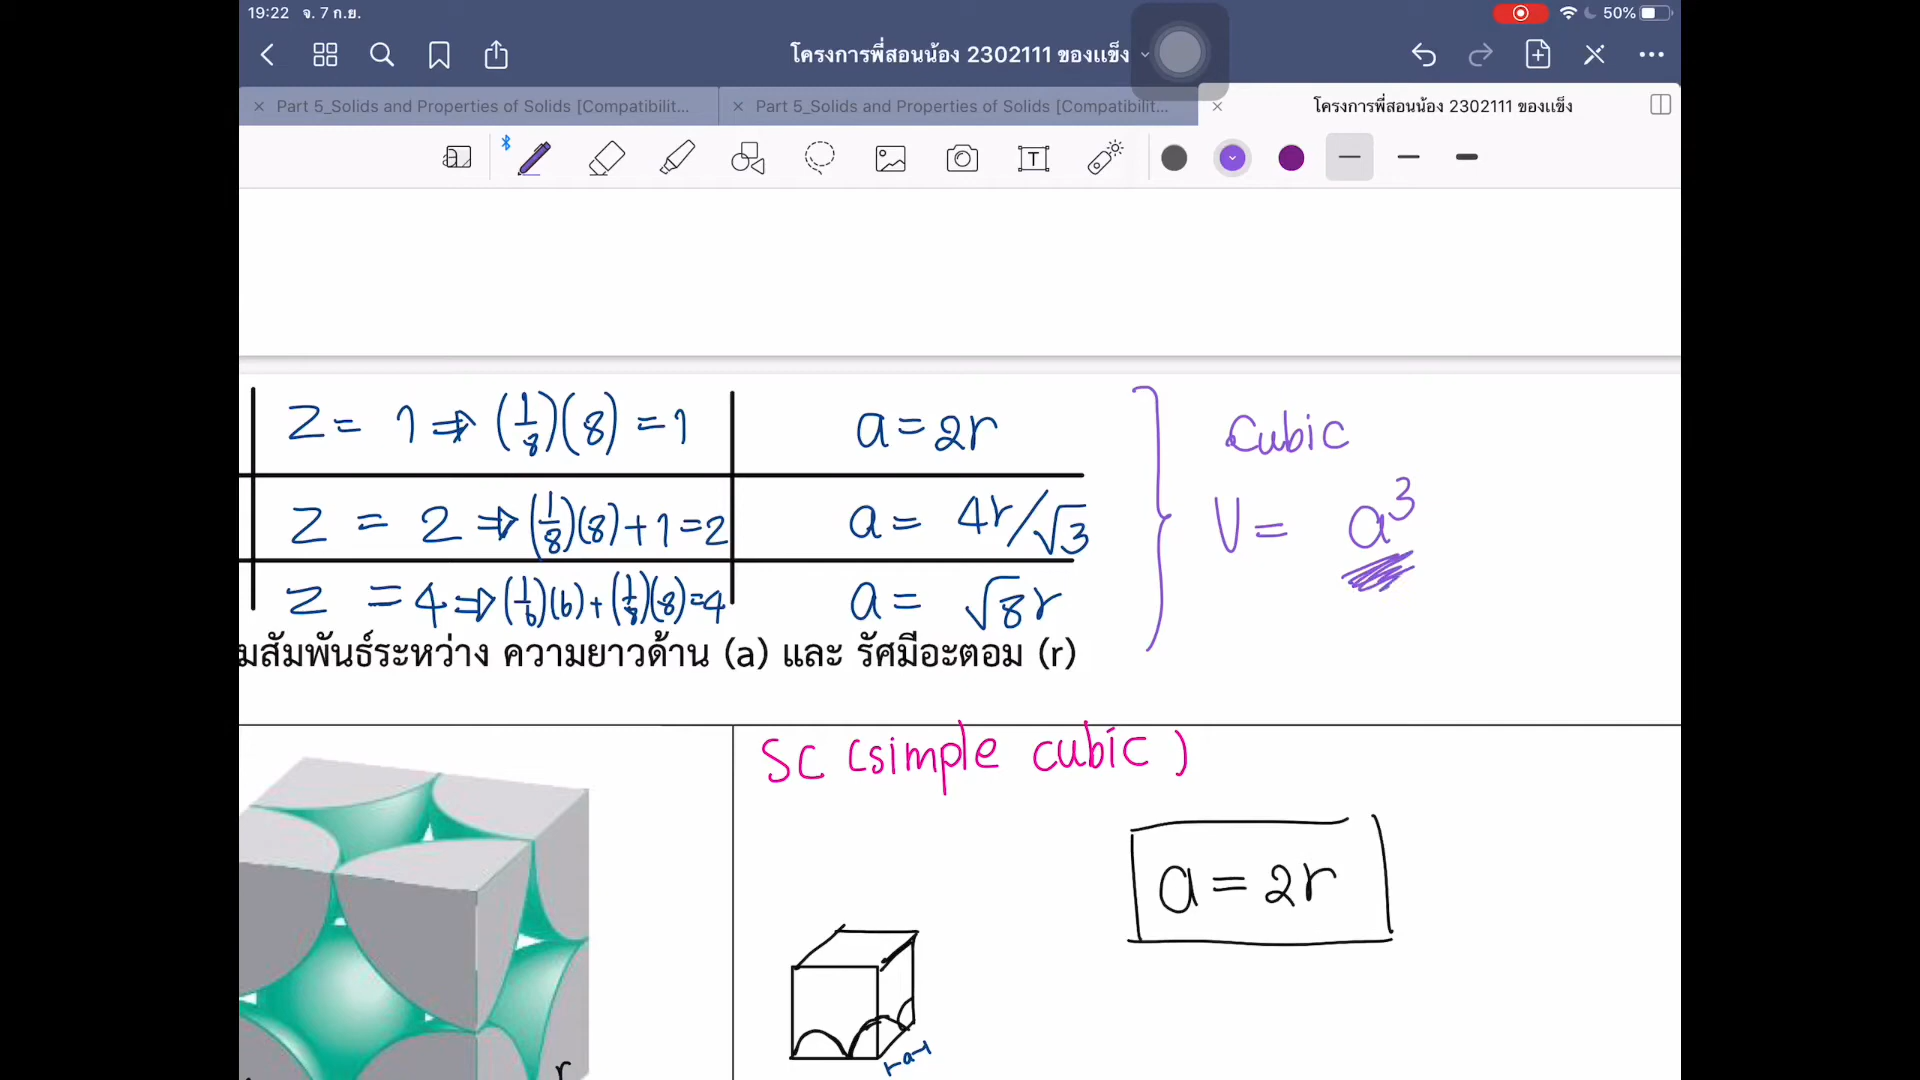 19:22 จ. 7 ก.ย. 50%
โครงการพี่สอนน้อง 2302111 ของแข็ง
Part 5_Solids and Properties of Solids [Compatibilit... Part 5_Solids and Properties of Solids [Compatibilit... โครงการพี่สอนน้อง 2302111 ของแข็ง
Z = 1 ⇒ (1/8)(8) = 1 a = 2r
Z = 2 ⇒ (1/8)(8) + 1 = 2 a = 4r/√3
Z = 4 ⇒ (1/6)(6) + (1/8)(8) = 4 a = √8r
Cubic
V = a³
มสัมพันธ์ระหว่าง ความยาวด้าน (a) และ รัศมีอะตอม (r)
SC (simple cubic)
a = 2r
a
r